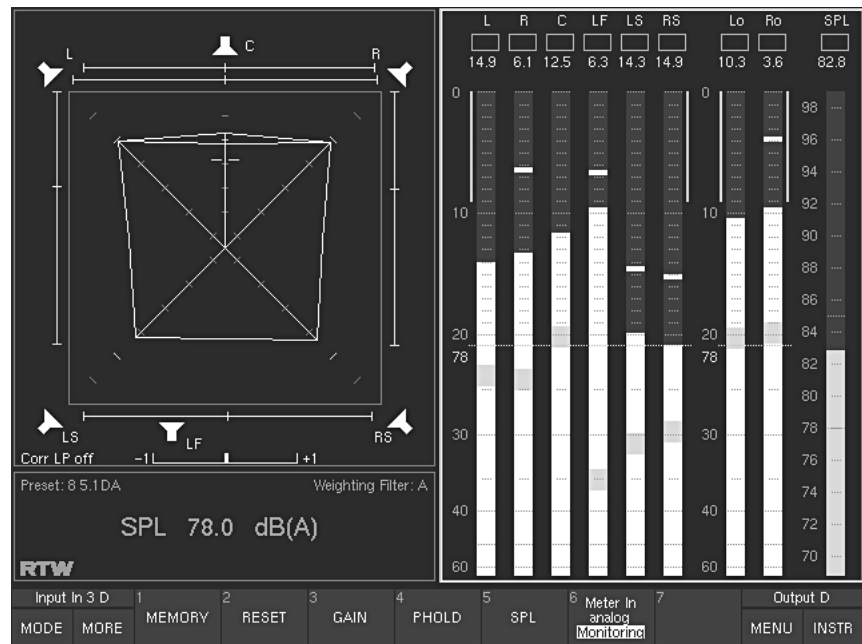 L R C LF LS RS Lo Ro SPL
14.9 6.1 12.5 6.3 14.3 14.9 10.3 3.6 82.8
L C R
LS LF RS
Corr LP off -1 +1
0
10
20
78
30
40
60
0
10
20
78
30
40
60
98
96
94
92
90
88
86
84
82
80
78
76
74
72
70
Preset: 8 5.1DA Weighting Filter: A
SPL 78.0 dB(A)
RTW
Input In 3 D
MODE MORE
1 MEMORY
2 RESET
3 GAIN
4 PHOLD
5 SPL
6 Meter In
analog
Monitoring
7
Output D
MENU INSTR